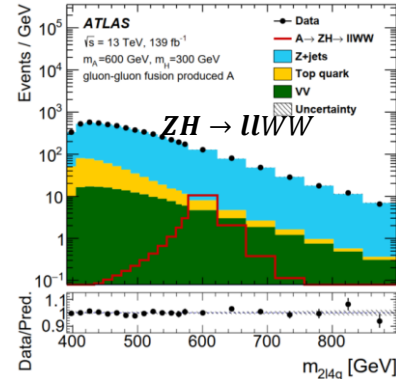 Events / GeV
10⁵
10⁴
10³
10²
10
1
10⁻¹
ATLAS
√s = 13 TeV, 139 fb⁻¹
m_A=600 GeV, m_H=300 GeV
gluon-gluon fusion produced A
Data
A→ ZH → llWW
Z+jets
Top quark
VV
Uncertainty
ZH → llWW
Data/Pred.
1.1
1
0.9
400 500 600 700 800
m_2l4q [GeV]